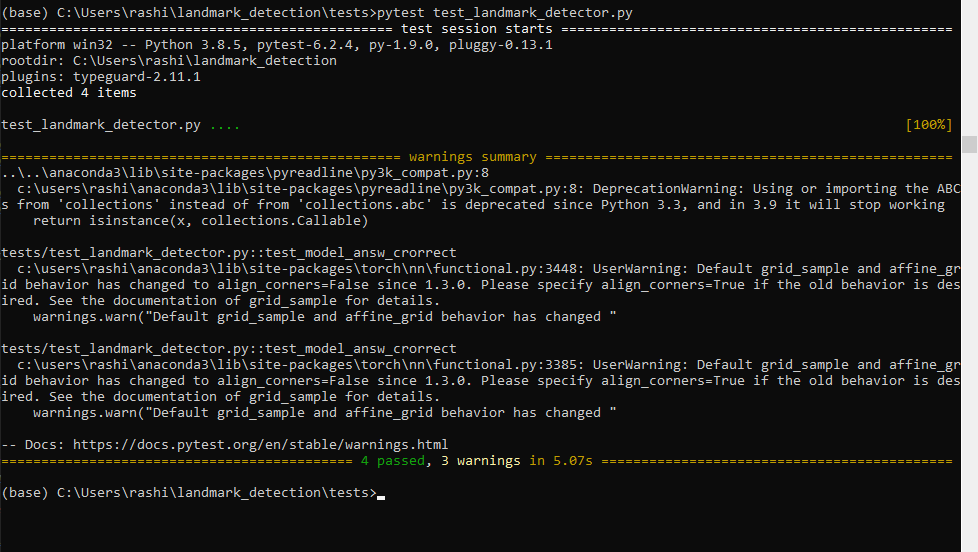 (base) C:\Users\rashi\landmark_detection\tests>pytest test_landmark_detector.py
================================================= test session starts =================================================
platform win32 -- Python 3.8.5, pytest-6.2.4, py-1.9.0, pluggy-0.13.1
rootdir: C:\Users\rashi\landmark_detection
plugins: typeguard-2.11.1
collected 4 items
test_landmark_detector.py .... [100%]
================================================== warnings summary ===================================================
..\..\anaconda3\lib\site-packages\pyreadline\py3k_compat.py:8
c:\users\rashi\anaconda3\lib\site-packages\pyreadline\py3k_compat.py:8: DeprecationWarning: Using or importing the ABC
s from 'collections' instead of from 'collections.abc' is deprecated since Python 3.3, and in 3.9 it will stop working
return isinstance(x, collections.Callable)
tests/test_landmark_detector.py::test_model_answ_crorrect
c:\users\rashi\anaconda3\lib\site-packages\torch\nn\functional.py:3448: UserWarning: Default grid_sample and affine_gr
id behavior has changed to align_corners=False since 1.3.0. Please specify align_corners=True if the old behavior is des
ired. See the documentation of grid_sample for details.
warnings.warn("Default grid_sample and affine_grid behavior has changed "
tests/test_landmark_detector.py::test_model_answ_crorrect
c:\users\rashi\anaconda3\lib\site-packages\torch\nn\functional.py:3385: UserWarning: Default grid_sample and affine_gr
id behavior has changed to align_corners=False since 1.3.0. Please specify align_corners=True if the old behavior is des
ired. See the documentation of grid_sample for details.
warnings.warn("Default grid_sample and affine_grid behavior has changed "
-- Docs: https://docs.pytest.org/en/stable/warnings.html
============================================ 4 passed, 3 warnings in 5.07s ============================================
(base) C:\Users\rashi\landmark_detection\tests>